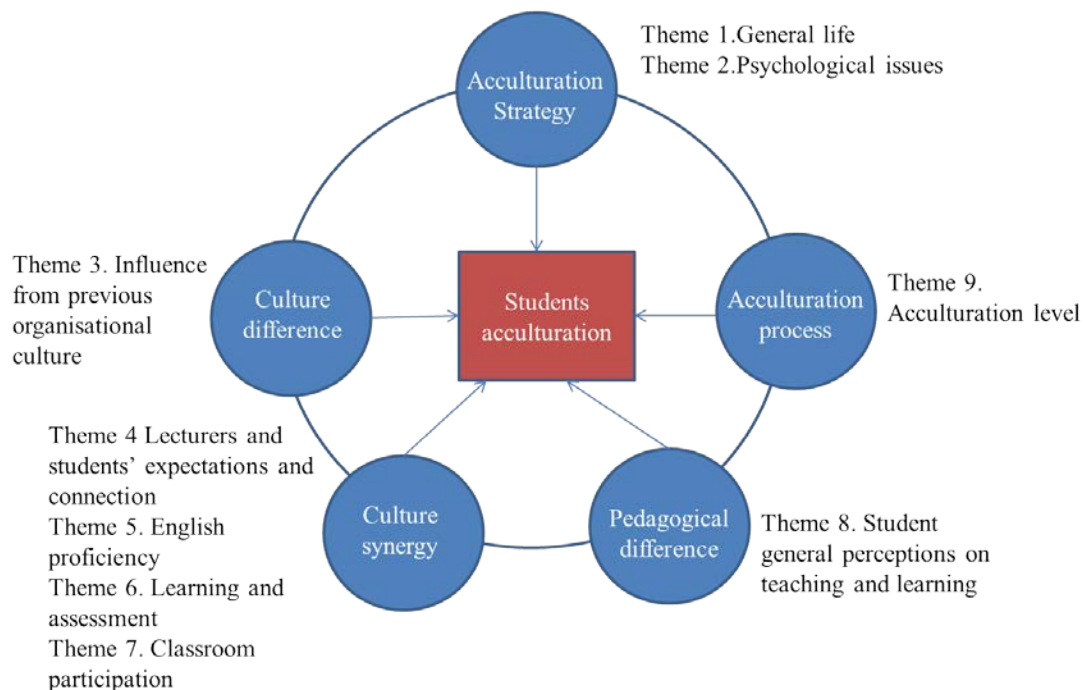 Theme 1.General life
Theme 2.Psychological issues
Acculturation
Strategy
Theme 3. Influence
from previous
organisational
culture
Culture
difference
Students
acculturation
Acculturation
process
Theme 9.
Acculturation level
Theme 4 Lecturers and
students’ expectations and
connection
Theme 5. English
proficiency
Theme 6. Learning and
assessment
Theme 7. Classroom
participation
Culture
synergy
Pedagogical
difference
Theme 8. Student
general perceptions on
teaching and learning